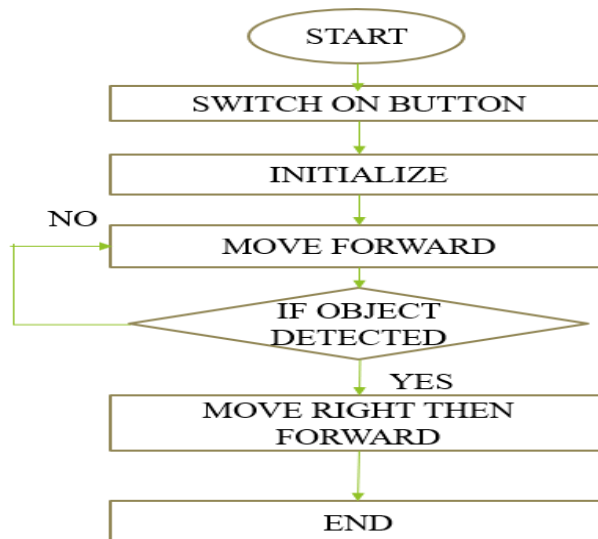 START
SWITCH ON BUTTON
INITIALIZE
NO
MOVE FORWARD
IF OBJECT
DETECTED
YES
MOVE RIGHT THEN
FORWARD
END